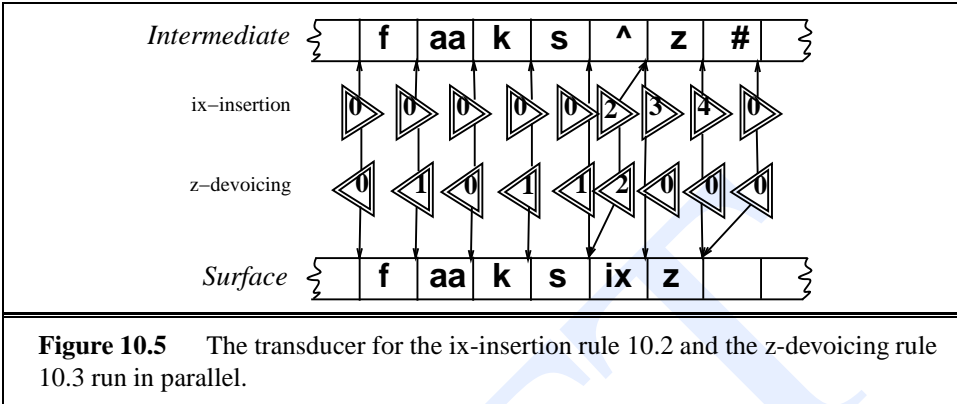 Intermediate f aa k s ^ z #
ix−insertion 0 0 0 0 0 2 3 4 0
z−devoicing 0 1 0 1 1 2 0 0 0
Surface f aa k s ix z
Figure 10.5 The transducer for the ix-insertion rule 10.2 and the z-devoicing rule
10.3 run in parallel.